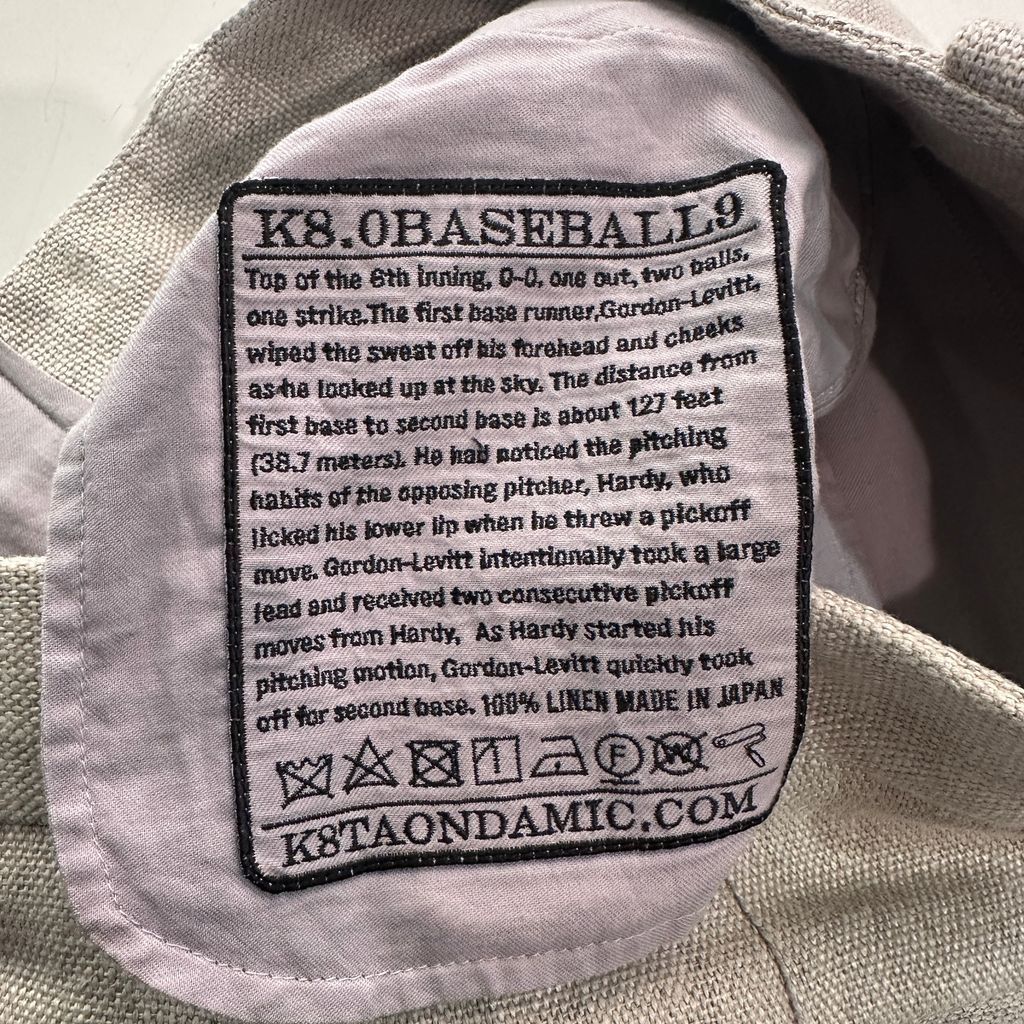 K8.0BASEBALL9
Top of the 6th inning, 0-0, one out, two balls,
one strike.The first base runner,Gordon-Levitt,
wiped the sweat off his forehead and cheeks
as he looked up at the sky. The distance from
first base to second base is about 127 feet
(38.7 meters). He had noticed the pitching
habits of the opposing pitcher, Hardy, who
licked his lower lip when he threw a pickoff
move. Gordon-Levitt intentionally took a large
lead and received two consecutive pickoff
moves from Hardy, As Hardy started his
pitching motion, Gordon-Levitt quickly took
off for second base. 100% LINEN MADE IN JAPAN
F W
K8TAONDAMIC.COM